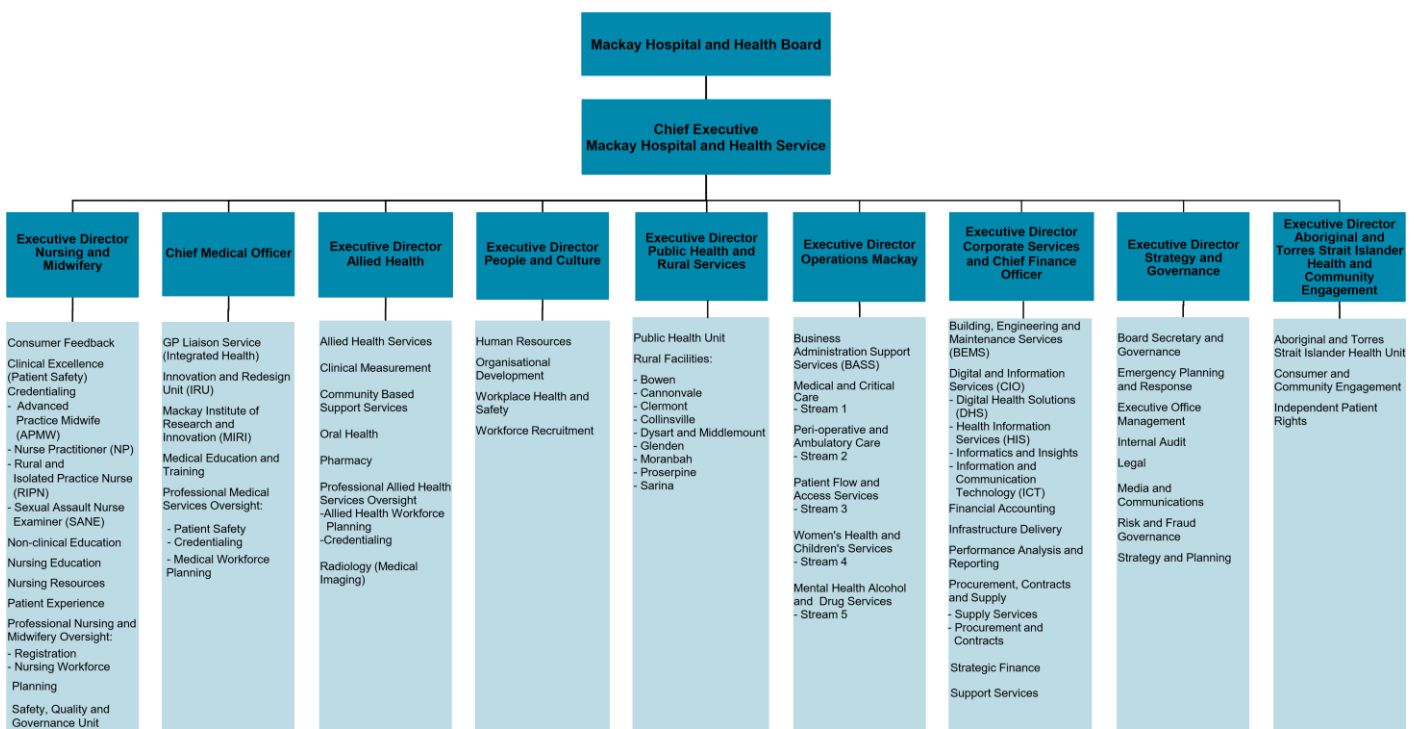 Mackay Hospital and Health Board
Chief Executive
Mackay Hospital and Health Service
Executive Director
Nursing and
Midwifery
Consumer Feedback
Clinical Excellence
(Patient Safety)
Credentialing
- Advanced
Practice Midwife
(APMW)
- Nurse Practitioner (NP)
- Rural and
Isolated Practice Nurse
(RIPN)
- Sexual Assault Nurse
Examiner (SANE)
Non-clinical Education
Nursing Education
Nursing Resources
Patient Experience
Professional Nursing and
Midwifery Oversight:
- Registration
- Nursing Workforce
Planning
Safety, Quality and
Governance Unit
Chief Medical Officer
GP Liaison Service
(Integrated Health)
Innovation and Redesign
Unit (IRU)
Mackay Institute of
Research and
Innovation (MIRI)
Medical Education and
Training
Professional Medical
Services Oversight:
- Patient Safety
- Credentialing
- Medical Workforce
Planning
Executive Director
Allied Health
Allied Health Services
Clinical Measurement
Community Based
Support Services
Oral Health
Pharmacy
Professional Allied Health
Services Oversight
-Allied Health Workforce
Planning
-Credentialing
Radiology (Medical
Imaging)
Executive Director
People and Culture
Human Resources
Organisational
Development
Workplace Health and
Safety
Workforce Recruitment
Executive Director
Public Health and
Rural Services
Public Health Unit
Rural Facilities:
- Bowen
- Cannonvale
- Clermont
- Collinsville
- Dysart and Middlemount
- Glenden
- Moranbah
- Proserpine
- Sarina
Executive Director
Operations Mackay
Business
Administration Support
Services (BASS)
Medical and Critical
Care
- Stream 1
Peri-operative and
Ambulatory Care
- Stream 2
Patient Flow and
Access Services
- Stream 3
Women's Health and
Children's Services
- Stream 4
Mental Health Alcohol
and Drug Services
- Stream 5
Executive Director
Corporate Services
and Chief Finance
Officer
Building, Engineering and
Maintenance Services
(BEMS)
Digital and Information
Services (CIO)
- Digital Health Solutions
(DHS)
- Health Information
Services (HIS)
- Informatics and Insights
- Information and
Communication
Technology (ICT)
Financial Accounting
Infrastructure Delivery
Performance Analysis and
Reporting
Procurement, Contracts
and Supply
- Supply Services
- Procurement and
Contracts
Strategic Finance
Support Services
Executive Director
Strategy and
Governance
Board Secretary and
Governance
Emergency Planning
and Response
Executive Office
Management
Internal Audit
Legal
Media and
Communications
Risk and Fraud
Governance
Strategy and Planning
Executive Director
Aboriginal and
Torres Strait Islander
Health and
Community
Engagement
Aboriginal and Torres
Strait Islander Health Unit
Consumer and
Community Engagement
Independent Patient
Rights